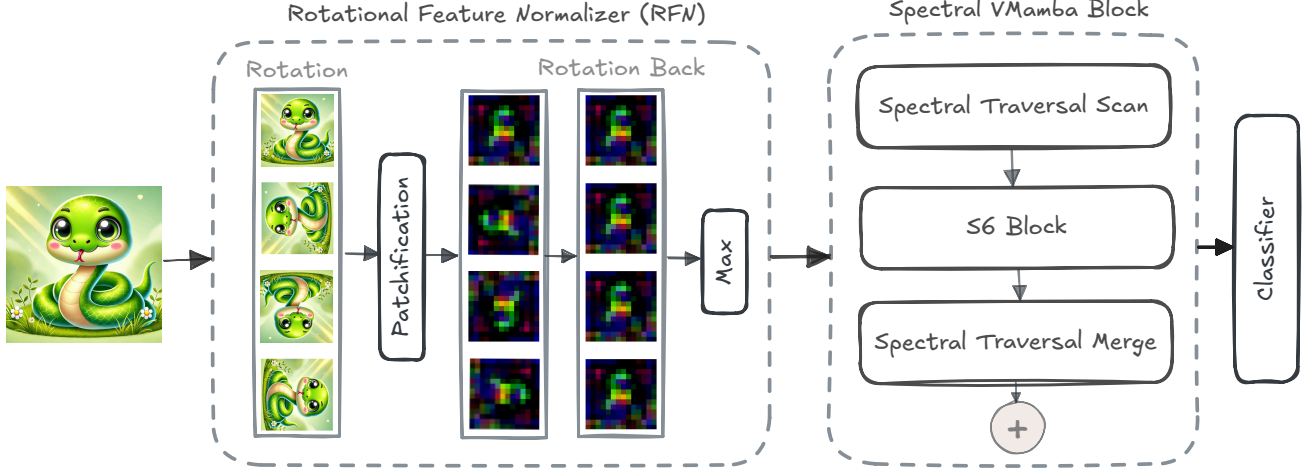 Rotational Feature Normalizer (RFN)
Rotation
Rotation Back
Patchification
Max
Spectral VMamba Block
Spectral Traversal Scan
S6 Block
Spectral Traversal Merge
+
Classifier